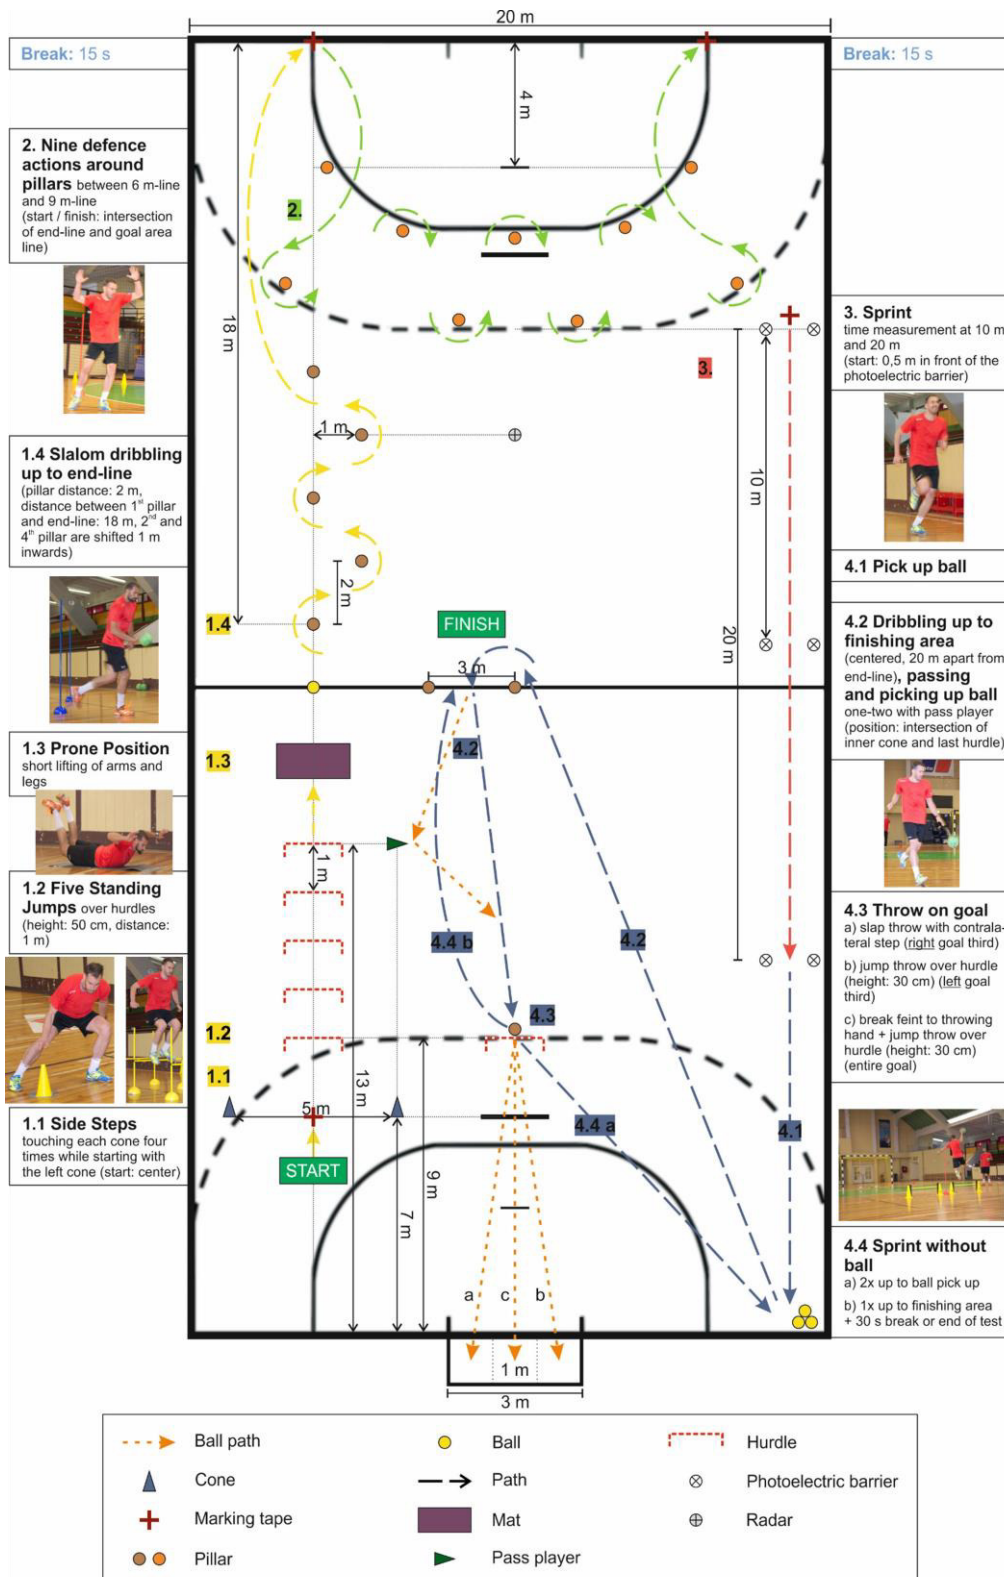 20 m
Break: 15 s
2. Nine defence
actions around
pillars between 6 m-line
and 9 m-line
(start / finish: intersection
of end-line and goal area
line)
1.4 Slalom dribbling
up to end-line
(pillar distance: 2 m,
distance between 1st pillar
and end-line: 18 m, 2nd and
4th pillar are shifted 1 m
inwards)
1.3 Prone Position
short lifting of arms and
legs
1.2 Five Standing
Jumps over hurdles
(height: 50 cm, distance:
1 m)
1.1 Side Steps
touching each cone four
times while starting with
the left cone (start: center)
4 m
2.
18 m
3.
1 m
10 m
2 m
1.4
FINISH
20 m
3 m
1.3
4.2
1 m
4.4 b
4.2
4.3
1.2
1.1
13 m
5 m
4.4 a
4.1
START
9 m
7 m
a
c
b
1 m
3 m
Break: 15 s
3. Sprint
time measurement at 10 m
and 20 m
(start: 0,5 m in front of the
photoelectric barrier)
4.1 Pick up ball
4.2 Dribbling up to
finishing area
(centered, 20 m apart from
end-line), passing
and picking up ball
one-two with pass player
(position: intersection of
inner cone and last hurdle)
4.3 Throw on goal
a) slap throw with contrala-
teral step (right goal third)
b) jump throw over hurdle
(height: 30 cm) (left goal
third)
c) break feint to throwing
hand + jump throw over
hurdle (height: 30 cm)
(entire goal)
4.4 Sprint without
ball
a) 2x up to ball pick up
b) 1x up to finishing area
+ 30 s break or end of test
Ball path
Ball
Hurdle
Cone
Path
Photoelectric barrier
Marking tape
Mat
Radar
Pillar
Pass player